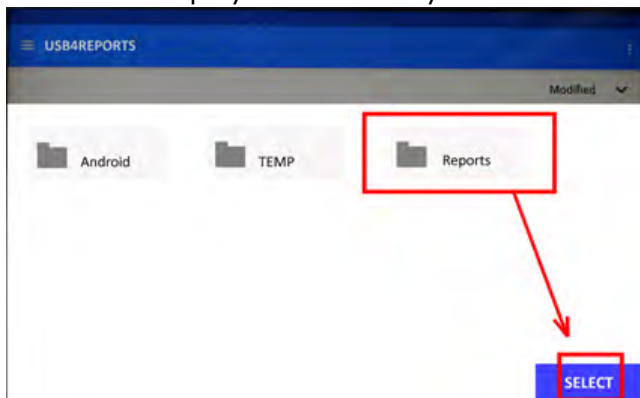 USB4REPORTS
Modified
Android
TEMP
Reports
SELECT